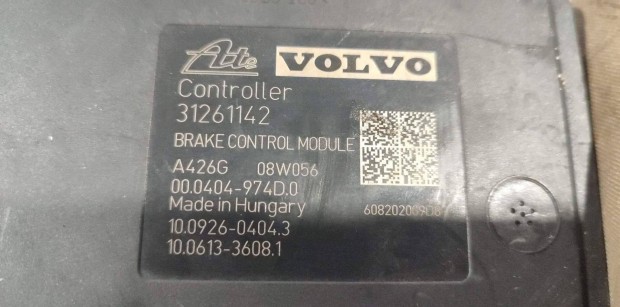 Ate VOLVO
Controller
31261142
BRAKE CONTROL MODULE
A426G 08W056
00.0404-974D.0
Made in Hungary
10.0926-0404.3
10.0613-3608.1